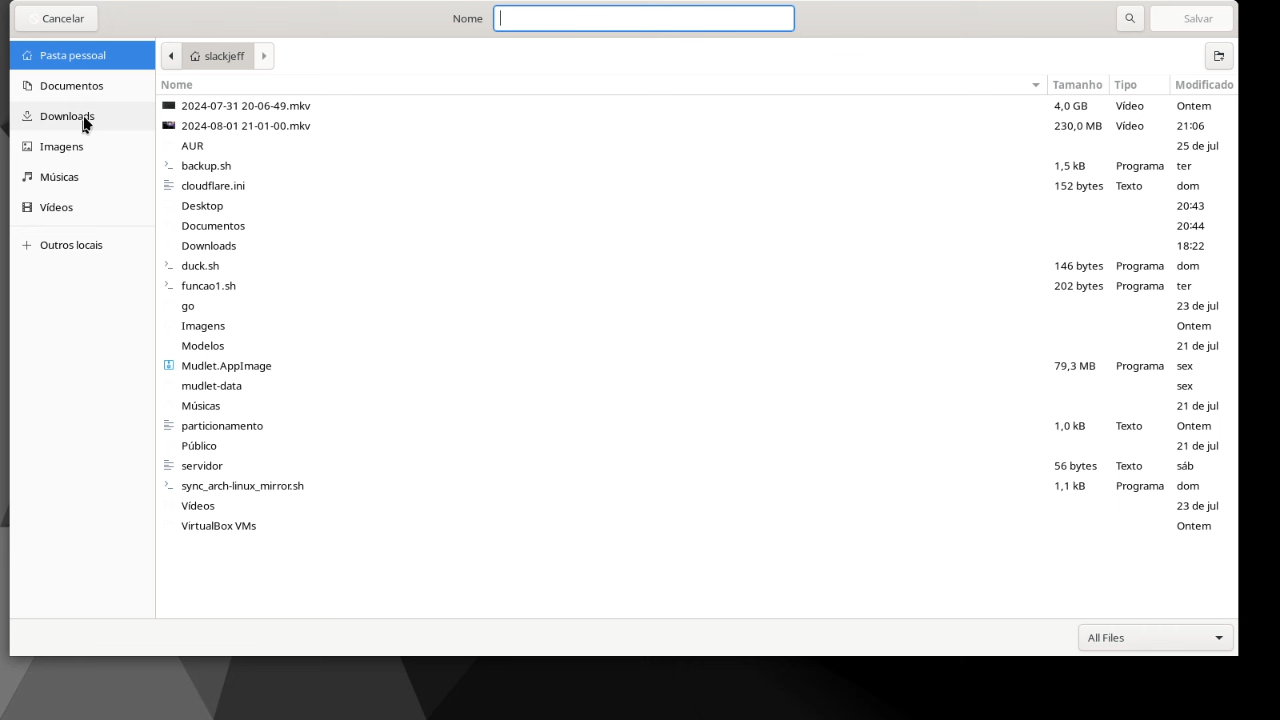 Cancelar Nome Salvar
Pasta pessoal
Documentos
Downloads
Imagens
Músicas
Vídeos
Outros locais
slackjeff
Nome Tamanho Tipo Modificado
2024-07-31 20-06-49.mkv 4,0 GB Vídeo Ontem
2024-08-01 21-01-00.mkv 230,0 MB Vídeo 21:06
AUR 25 de jul
backup.sh 1,5 kB Programa ter
cloudflare.ini 152 bytes Texto dom
Desktop 20:43
Documentos 20:44
Downloads 18:22
duck.sh 146 bytes Programa dom
funcao1.sh 202 bytes Programa ter
go 23 de jul
Imagens Ontem
Modelos 21 de jul
Mudlet.AppImage 79,3 MB Programa sex
mudlet-data sex
Músicas 21 de jul
particionamento 1,0 kB Texto Ontem
Público 21 de jul
servidor 56 bytes Texto sáb
sync_arch-linux_mirror.sh 1,1 kB Programa dom
Vídeos 23 de jul
VirtualBox VMs Ontem
All Files